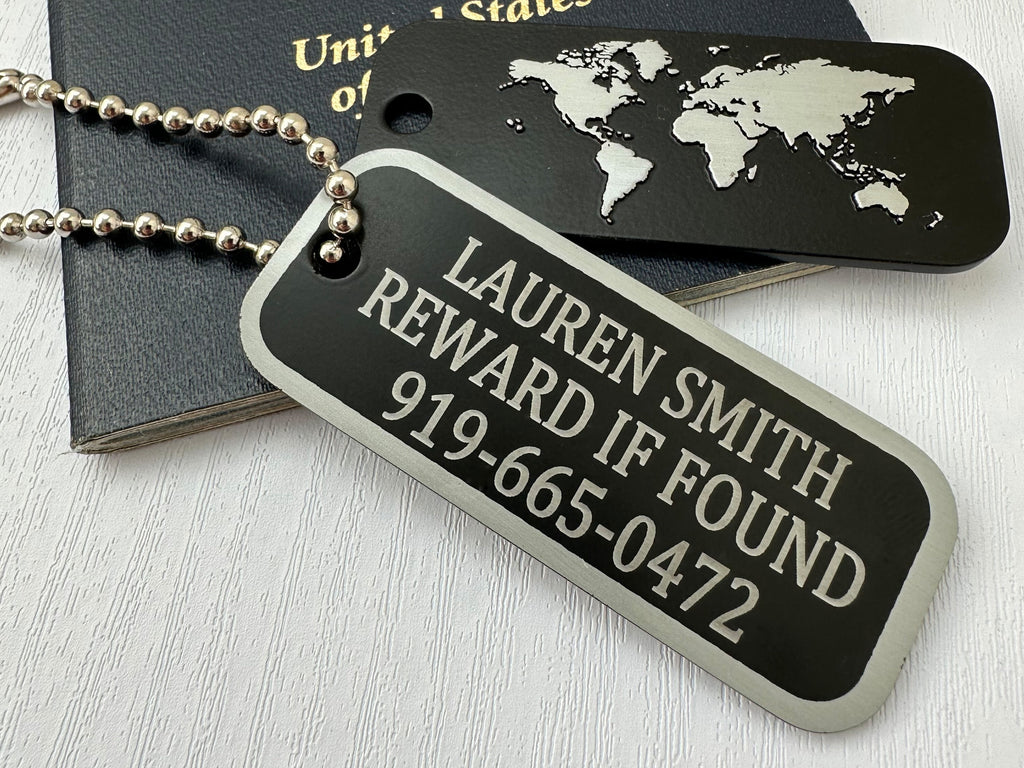 United States
of
LAUREN SMITH
REWARD IF FOUND
919-665-0472